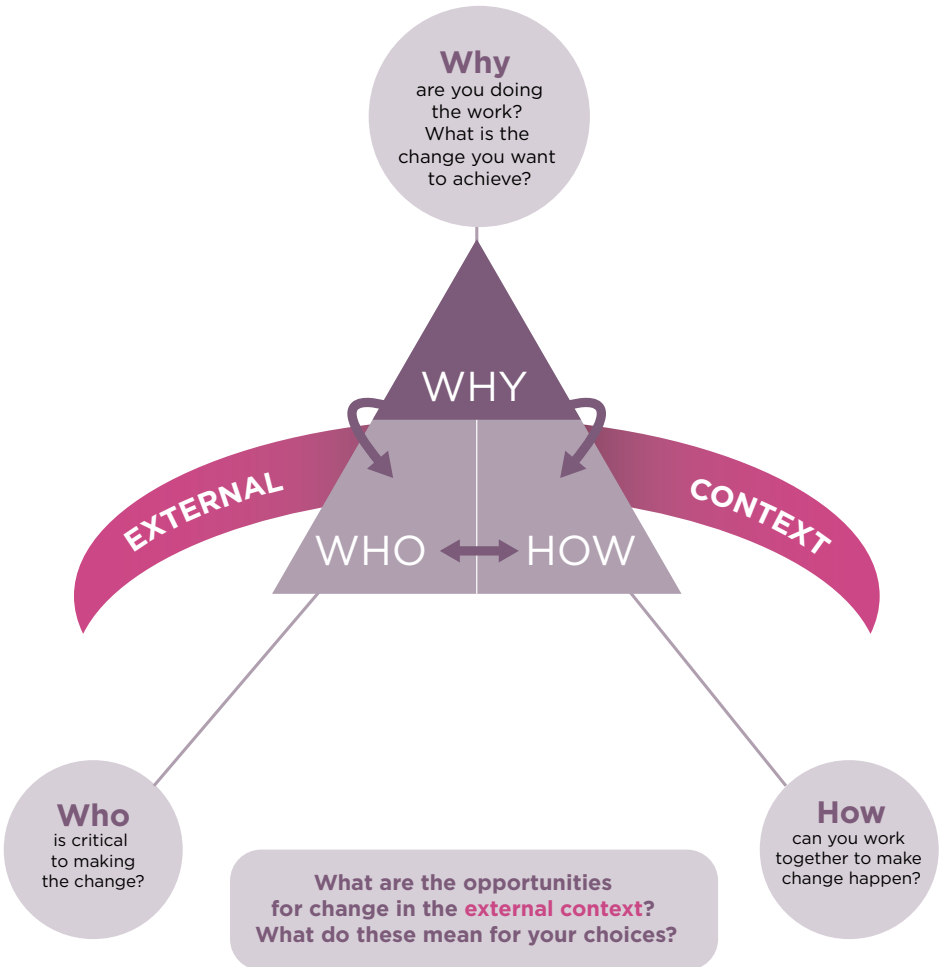 Why
are you doing
the work?
What is the
change you want
to achieve?
WHY
EXTERNAL
CONTEXT
WHO
HOW
Who
is critical
to making
the change?
How
can you work
together to make
change happen?
What are the opportunities
for change in the external context?
What do these mean for your choices?